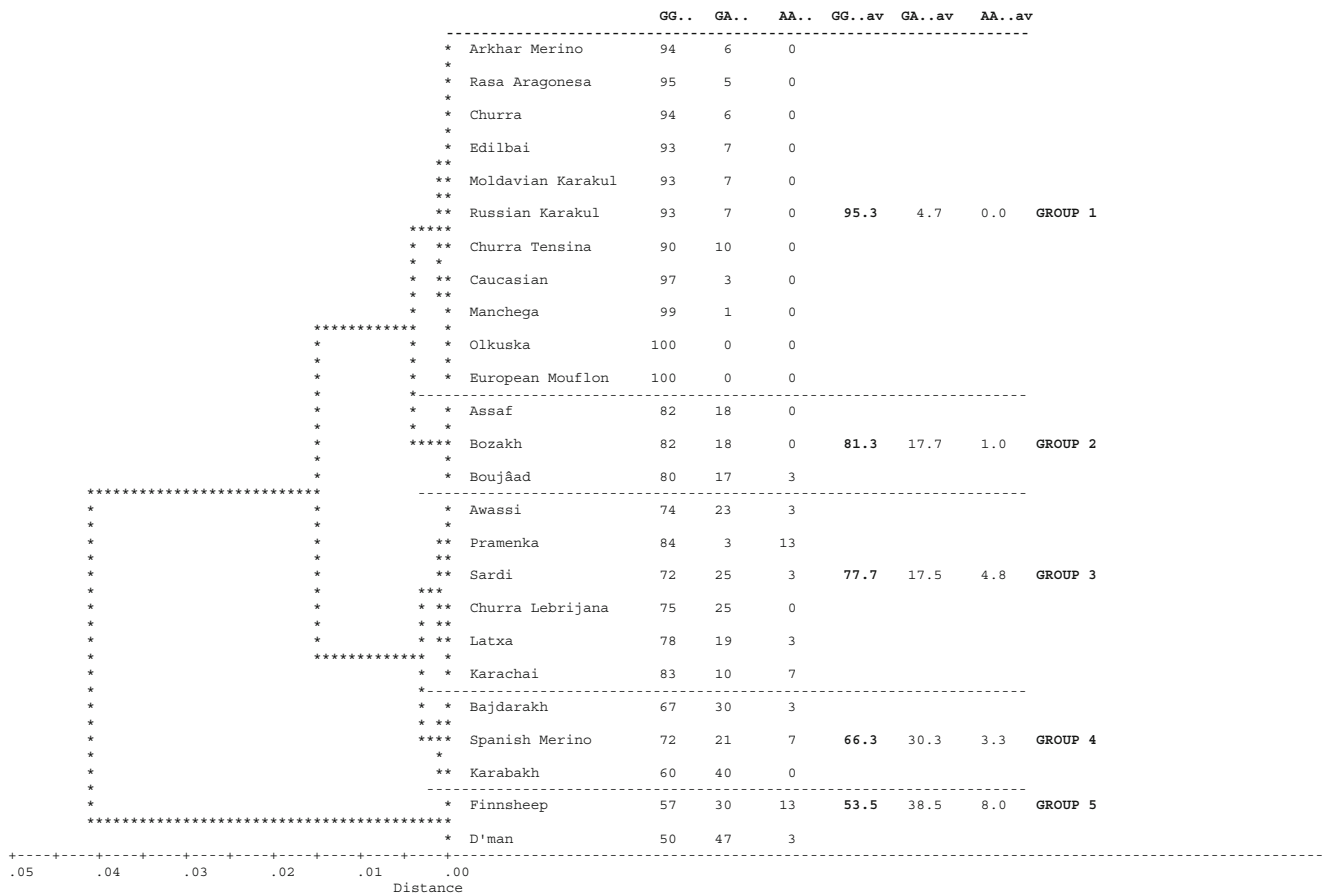 GG.. GA.. AA.. GG..av GA..av AA..av
Arkhar Merino 94 6 0
Rasa Aragonesa 95 5 0
Churra 94 6 0
Edilbai 93 7 0
Moldavian Karakul 93 7 0
Russian Karakul 93 7 0 95.3 4.7 0.0 GROUP 1
Churra Tensina 90 10 0
Caucasian 97 3 0
Manchega 99 1 0
Olkuska 100 0 0
European Mouflon 100 0 0
Assaf 82 18 0
Bozakh 82 18 0 81.3 17.7 1.0 GROUP 2
Boujâad 80 17 3
Awassi 74 23 3
Pramenka 84 3 13
Sardi 72 25 3 77.7 17.5 4.8 GROUP 3
Churra Lebrijana 75 25 0
Latxa 78 19 3
Karachai 83 10 7
Bajdarakh 67 30 3
Spanish Merino 72 21 7 66.3 30.3 3.3 GROUP 4
Karabakh 60 40 0
Finnsheep 57 30 13 53.5 38.5 8.0 GROUP 5
D'man 50 47 3
.05 .04 .03 .02 .01 .00
Distance